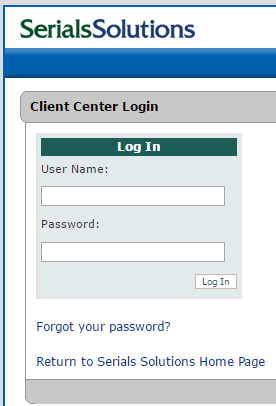 SerialsSolutions
Client Center Login
Log In
User Name:
Password:
Log In
Forgot your password?
Return to Serials Solutions Home Page